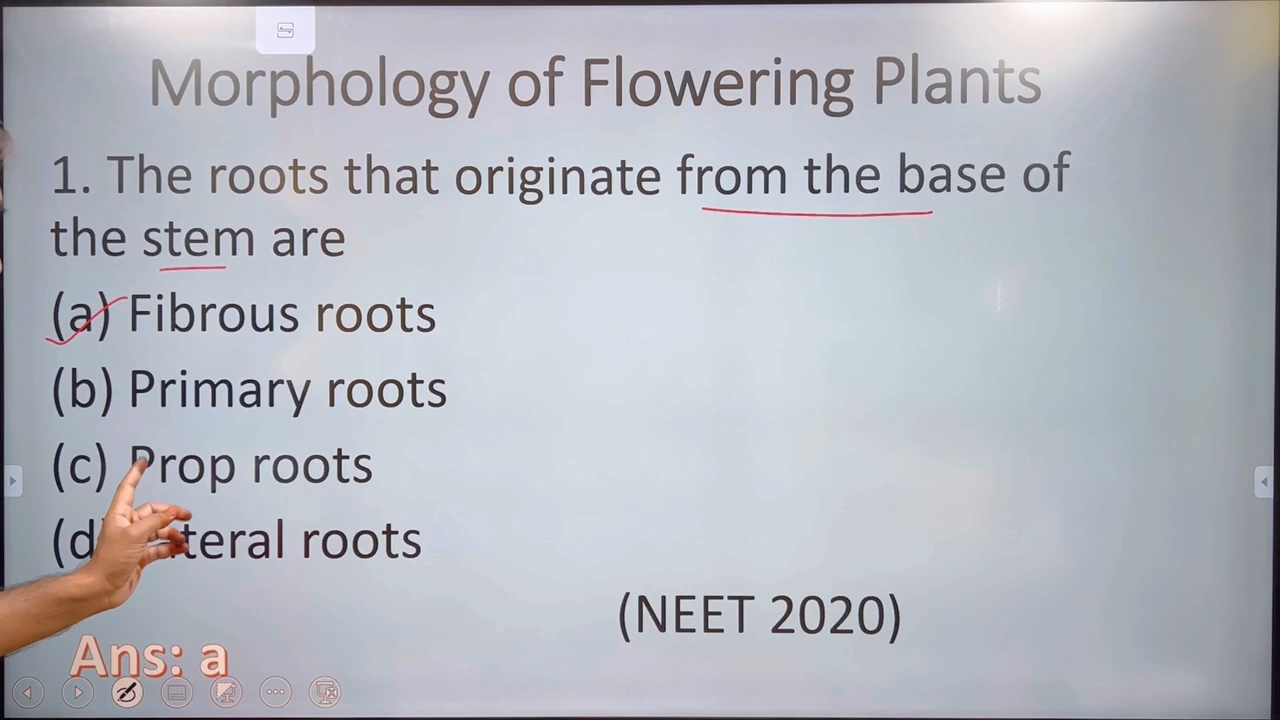 Morphology of Flowering Plants
1. The roots that originate from the base of
the stem are
(a) Fibrous roots
(b) Primary roots
(c) Prop roots
(d) roots
(NEET 2020)
Ans: a